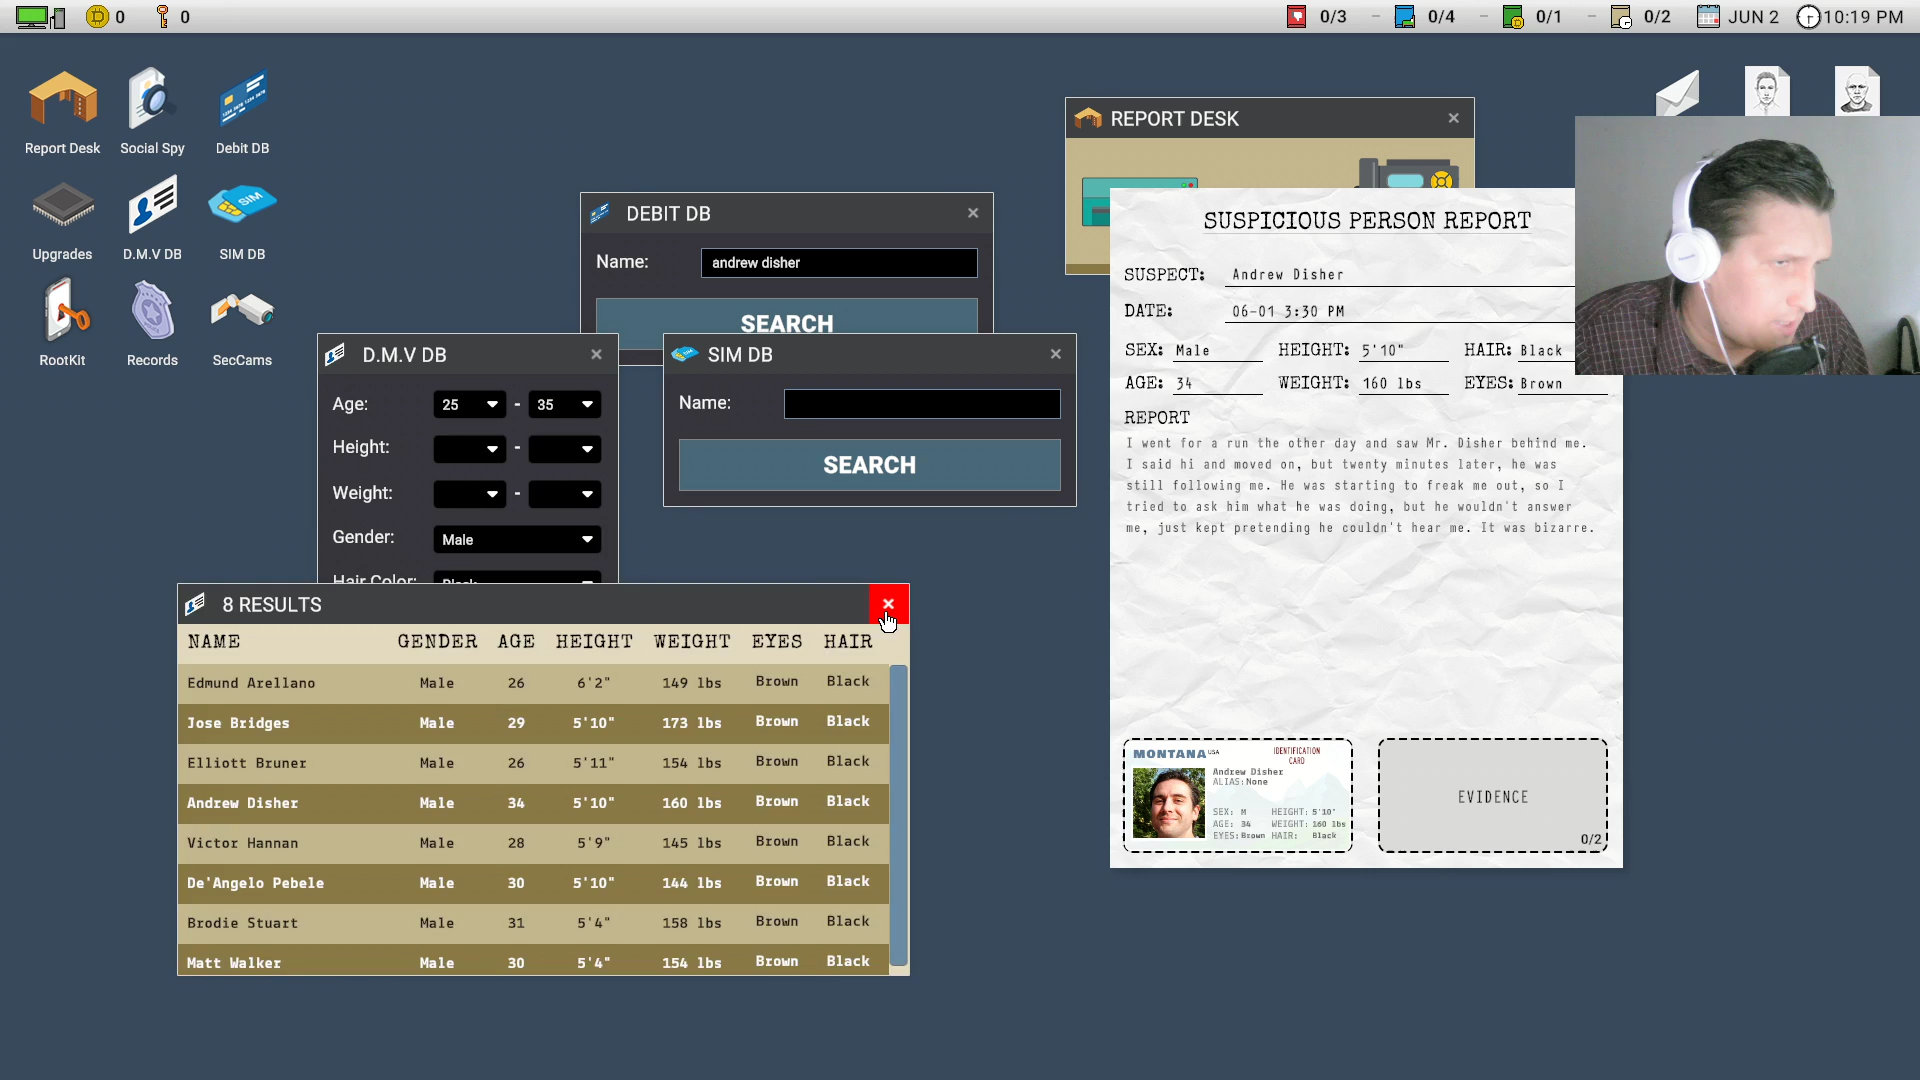 0
0
0/3
0/4
0/1
0/2
JUN 2
10:19 PM
Report Desk
Social Spy
Debit DB
Upgrades
D.M.V DB
SIM DB
RootKit
Records
SecCams
REPORT DESK
DEBIT DB
Name:
andrew disher
SEARCH
D.M.V DB
Age:
25
-
35
Height:
-
Weight:
-
Gender:
Male
Hair Color:
Black
SIM DB
Name:
SEARCH
8 RESULTS
NAME GENDER AGE HEIGHT WEIGHT EYES HAIR
Edmund Arellano Male 26 6'2" 149 lbs Brown Black
Jose Bridges Male 29 5'10" 173 lbs Brown Black
Elliott Bruner Male 26 5'11" 154 lbs Brown Black
Andrew Disher Male 34 5'10" 160 lbs Brown Black
Victor Hannan Male 28 5'9" 145 lbs Brown Black
De'Angelo Pebele Male 30 5'10" 144 lbs Brown Black
Brodie Stuart Male 31 5'4" 158 lbs Brown Black
Matt Walker Male 30 5'4" 154 lbs Brown Black
SUSPICIOUS PERSON REPORT
SUSPECT: Andrew Disher
DATE: 06-01 3:30 PM
SEX: Male HEIGHT: 5'10" HAIR: Black
AGE: 34 WEIGHT: 160 lbs EYES: Brown
REPORT
I went for a run the other day and saw Mr. Disher behind me.
I said hi and moved on, but twenty minutes later, he was
still following me. He was starting to freak me out, so I
tried to ask him what he was doing, but he wouldn't answer
me, just kept pretending he couldn't hear me. It was bizarre.
MONTANA USA
IDENTIFICATION
CARD
Andrew Disher
ALIAS: None
SEX: M HEIGHT: 5'10"
AGE: 34 WEIGHT: 160 lbs
EYES: Brown HAIR: Black
EVIDENCE
0/2